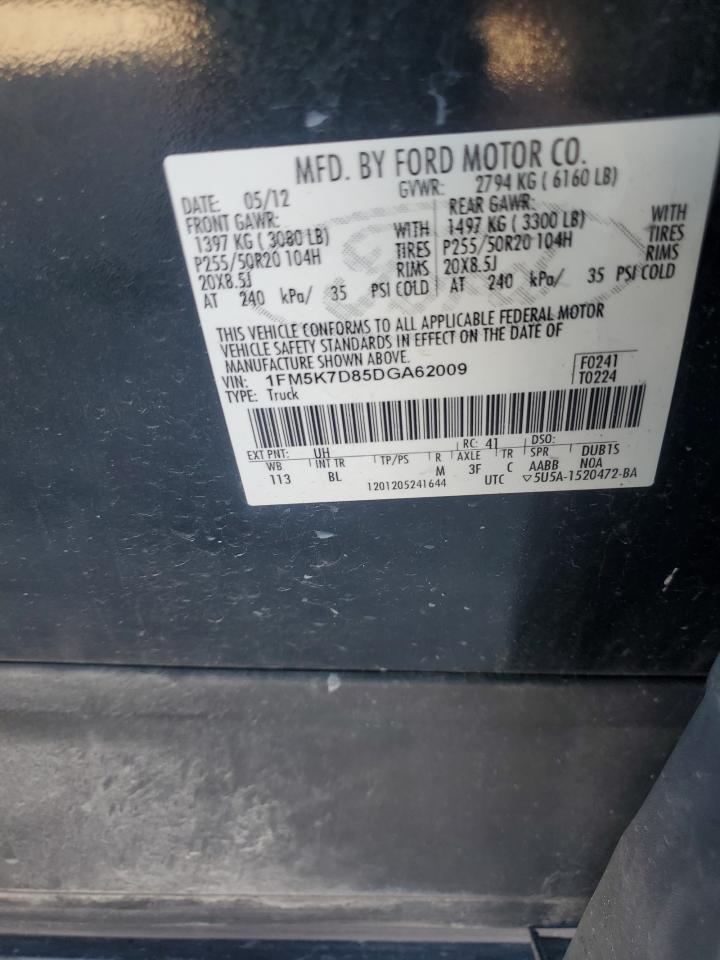 MFD. BY FORD MOTOR CO.
DATE: 05/12 GVWR: 2794 KG ( 6160 LB)
FRONT GAWR: REAR GAWR:
1397 KG ( 3080 LB) WITH 1497 KG ( 3300 LB) WITH
P255/50R20 104H TIRES P255/50R20 104H TIRES
20X8.5J RIMS 20X8.5J RIMS
AT 240 kPa/ 35 PSI COLD AT 240 kPa/ 35 PSI COLD
THIS VEHICLE CONFORMS TO ALL APPLICABLE FEDERAL MOTOR
VEHICLE SAFETY STANDARDS IN EFFECT ON THE DATE OF
MANUFACTURE SHOWN ABOVE.
VIN: 1FM5K7D85DGA62009 F0241
TYPE: Truck T0224
EXT PNT: UH RC: 41 DSO:
WB INT TR TP/PS R AXLE TR SPR DUB1S
113 BL M 3F C AABB N0A
1201205241644 UTC ▽5U5A-1520472-BA